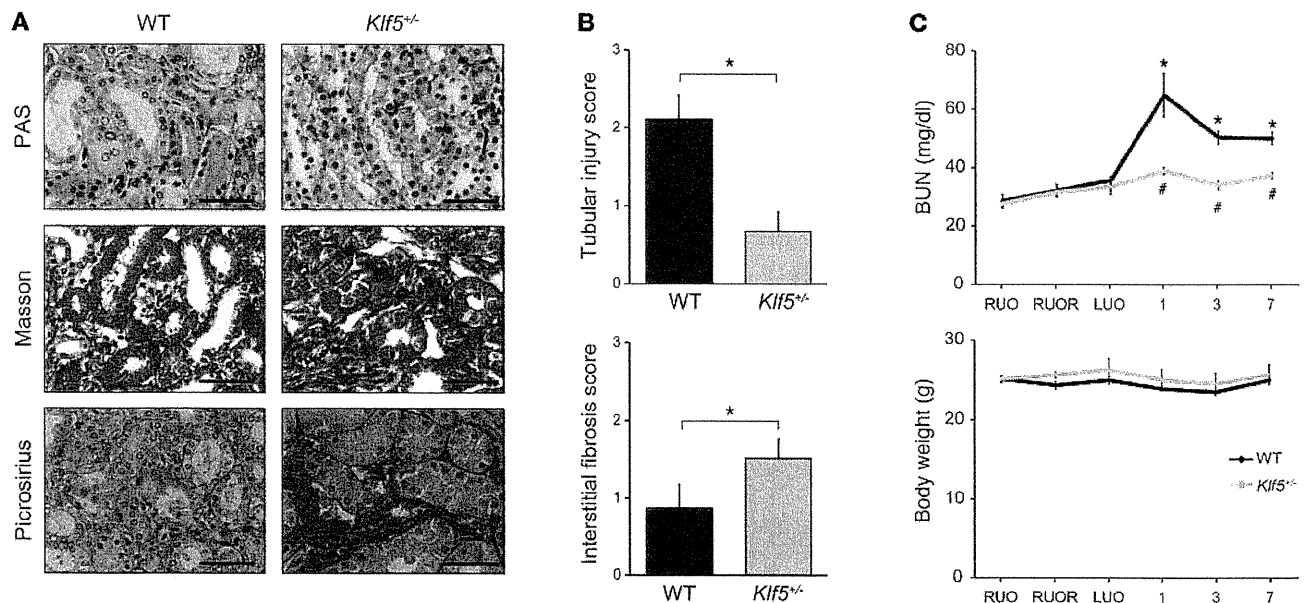 A
WT
Klf5+/-
PAS
Masson
Picrosirius
B
3
2
1
0
Tubular injury score
*
WT
Klf5+/-
3
2
1
0
Interstitial fibrosis score
*
WT
Klf5+/-
C
80
60
40
20
0
BUN (mg/dl)
*
*
*
#
#
#
RUO RUOR LUO 1 3 7
30
20
10
0
Body weight (g)
WT
Klf5+/-
RUO RUOR LUO 1 3 7